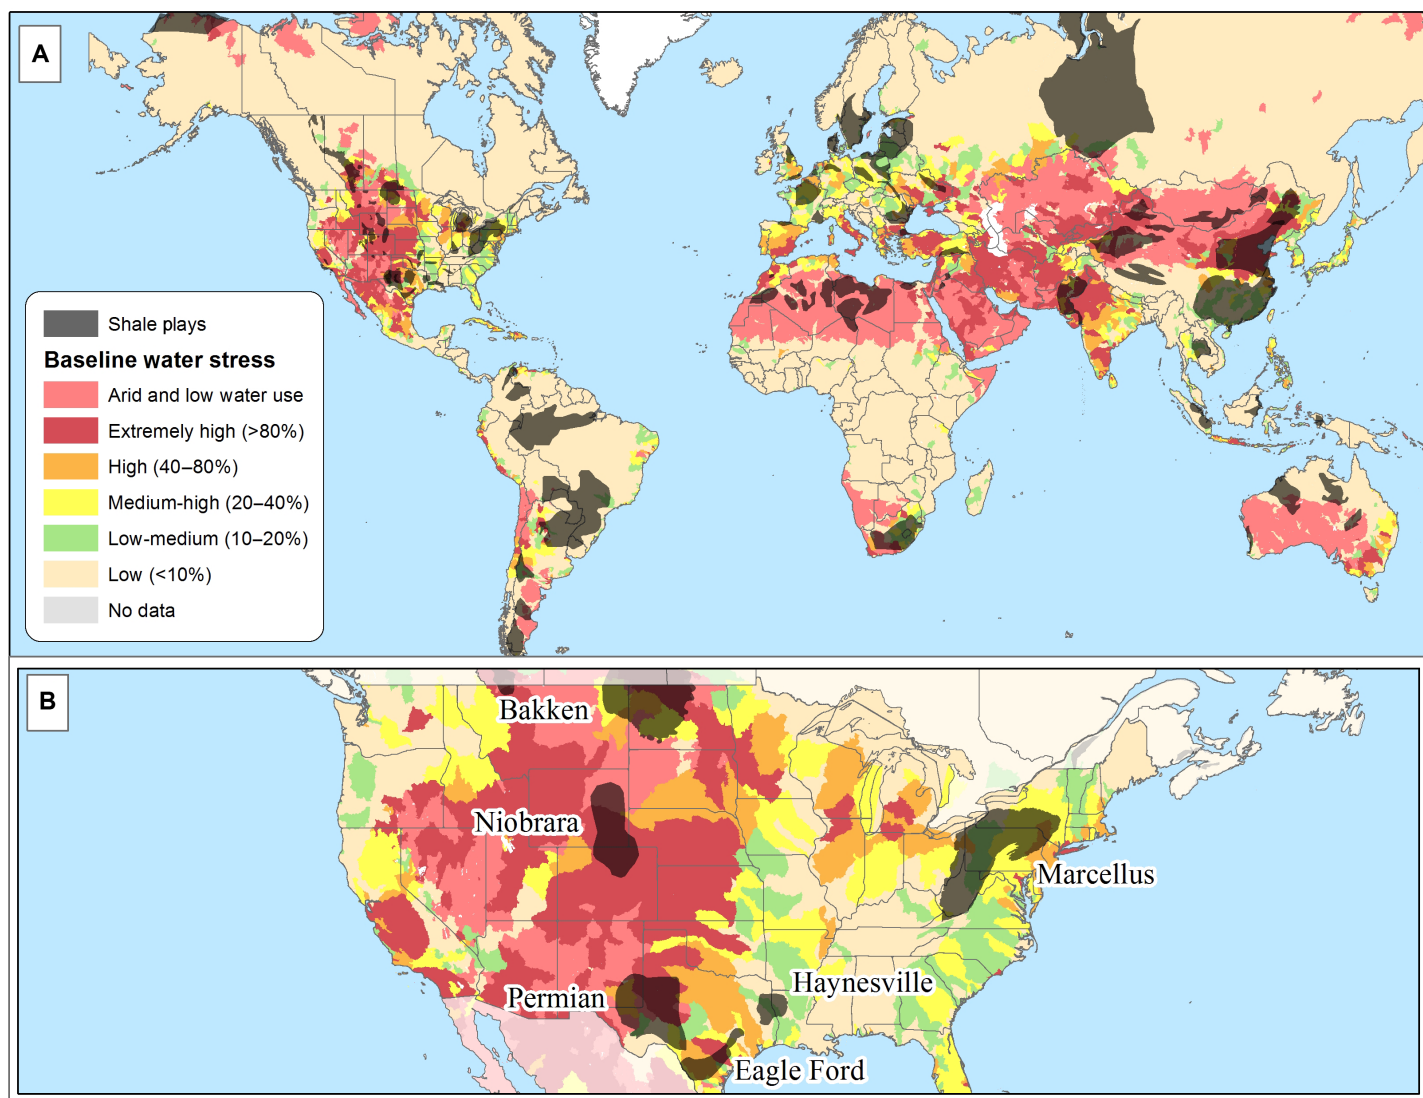 A
Shale plays
Baseline water stress
Arid and low water use
Extremely high (>80%)
High (40–80%)
Medium-high (20–40%)
Low-medium (10–20%)
Low (<10%)
No data
B
Bakken
Niobrara
Marcellus
Haynesville
Permian
Eagle Ford